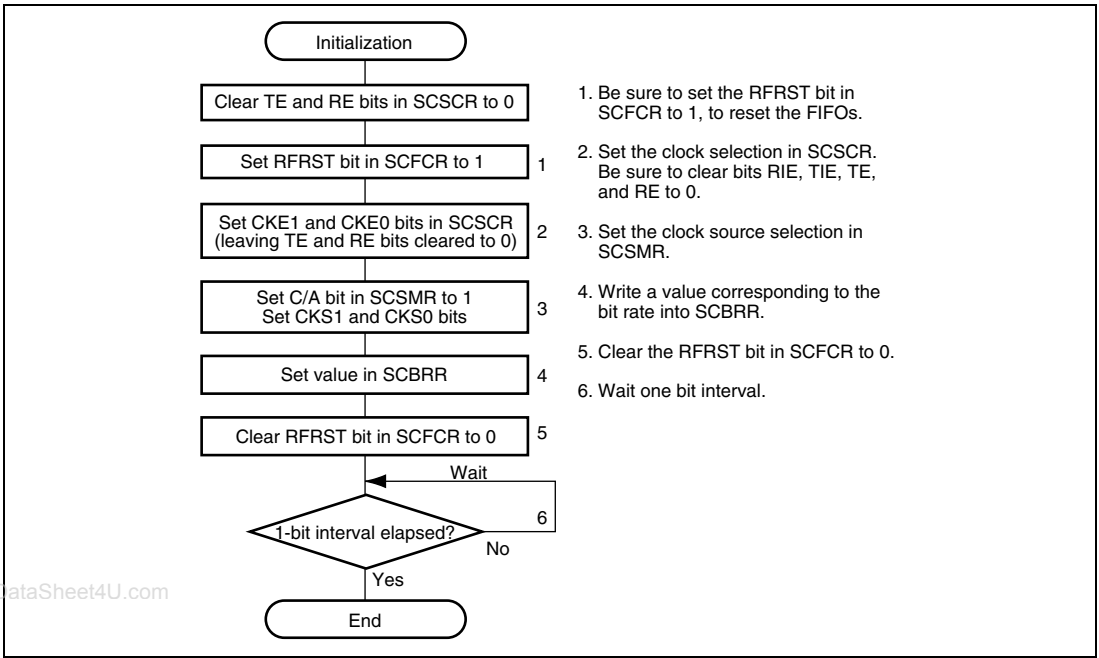 Initialization
Clear TE and RE bits in SCSCR to 0
Set RFRST bit in SCFCR to 1
1
Set CKE1 and CKE0 bits in SCSCR
(leaving TE and RE bits cleared to 0)
2
Set C/A bit in SCSMR to 1
Set CKS1 and CKS0 bits
3
Set value in SCBRR
4
Clear RFRST bit in SCFCR to 0
5
Wait
1-bit interval elapsed?
6
No
Yes
End
1. Be sure to set the RFRST bit in
SCFCR to 1, to reset the FIFOs.
2. Set the clock selection in SCSCR.
Be sure to clear bits RIE, TIE, TE,
and RE to 0.
3. Set the clock source selection in
SCSMR.
4. Write a value corresponding to the
bit rate into SCBRR.
5. Clear the RFRST bit in SCFCR to 0.
6. Wait one bit interval.
DataSheet4U.com